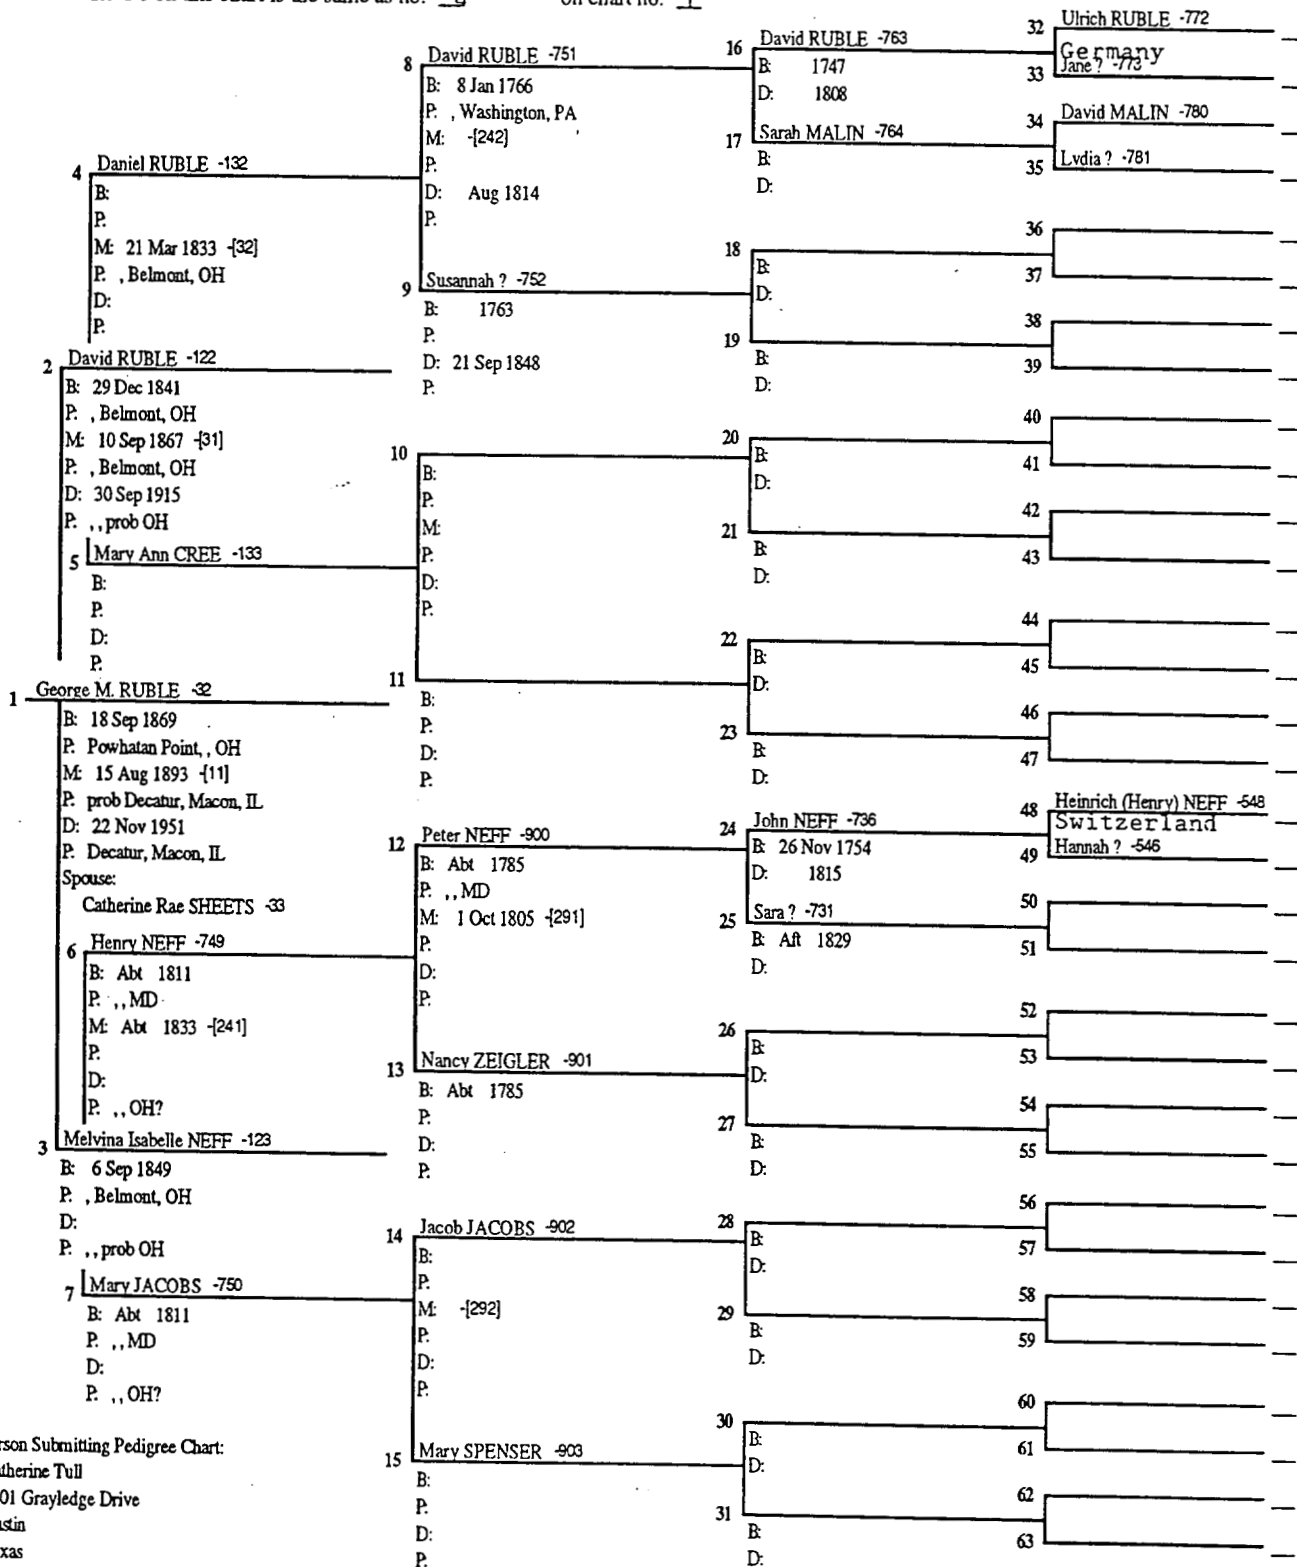 on chart no.
1 George M. RUBLE -32
B: 18 Sep 1869
P: Powhatan Point, , OH
M: 15 Aug 1893 -[11]
P: prob Decatur, Macon, IL
D: 22 Nov 1951
P: Decatur, Macon, IL
Spouse:
Catherine Rae SHEETS -33
2 David RUBLE -122
B: 29 Dec 1841
P: , Belmont, OH
M: 10 Sep 1867 -[31]
P: , Belmont, OH
D: 30 Sep 1915
P: , , prob OH
3 Melvina Isabelle NEFF -123
B: 6 Sep 1849
P: , Belmont, OH
D:
P: , , prob OH
4 Daniel RUBLE -132
B:
P:
M: 21 Mar 1833 -[32]
P: , Belmont, OH
D:
P:
5 Mary Ann CREE -133
B:
P:
D:
P:
6 Henry NEFF -749
B: Abt 1811
P: , , MD
M: Abt 1833 -[241]
P:
D:
P: , , OH?
7 Mary JACOBS -750
B: Abt 1811
P: , , MD
D:
P: , , OH?
rson Submitting Pedigree Chart:
atherine Tull
01 Grayledge Drive
ustin
xas
8 David RUBLE -751
B: 8 Jan 1766
P: , Washington, PA
M: -[242]
P:
D: Aug 1814
P:
9 Susannah ? -752
B: 1763
P:
D: 21 Sep 1848
P:
10
B:
P:
M:
P:
D:
P:
11
B:
P:
D:
P:
12 Peter NEFF -900
B: Abt 1785
P: , , MD
M: 1 Oct 1805 -[291]
P:
D:
P:
13 Nancy ZEIGLER -901
B: Abt 1785
P:
D:
P:
14 Jacob JACOBS -902
B:
P:
M: -[292]
P:
D:
P:
15 Mary SPENSER -903
B:
P:
D:
P:
16 David RUBLE -763
B: 1747
D: 1808
17 Sarah MALIN -764
B:
D:
18
B:
D:
19
B:
D:
20
B:
D:
21
B:
D:
22
B:
D:
23
B:
D:
24 John NEFF -736
B: 26 Nov 1754
D: 1815
25 Sara ? -731
B: Aft 1829
D:
26
B:
D:
27
B:
D:
28
B:
D:
29
B:
D:
30
B:
D:
31
B:
D:
32 Ulrich RUBLE -772
Germany
33 Jane ? -773
34 David MALIN -780
35 Lydia ? -781
36
37
38
39
40
41
42
43
44
45
46
47
48 Heinrich (Henry) NEFF -548
Switzerland
49 Hannah ? -546
50
51
52
53
54
55
56
57
58
59
60
61
62
63